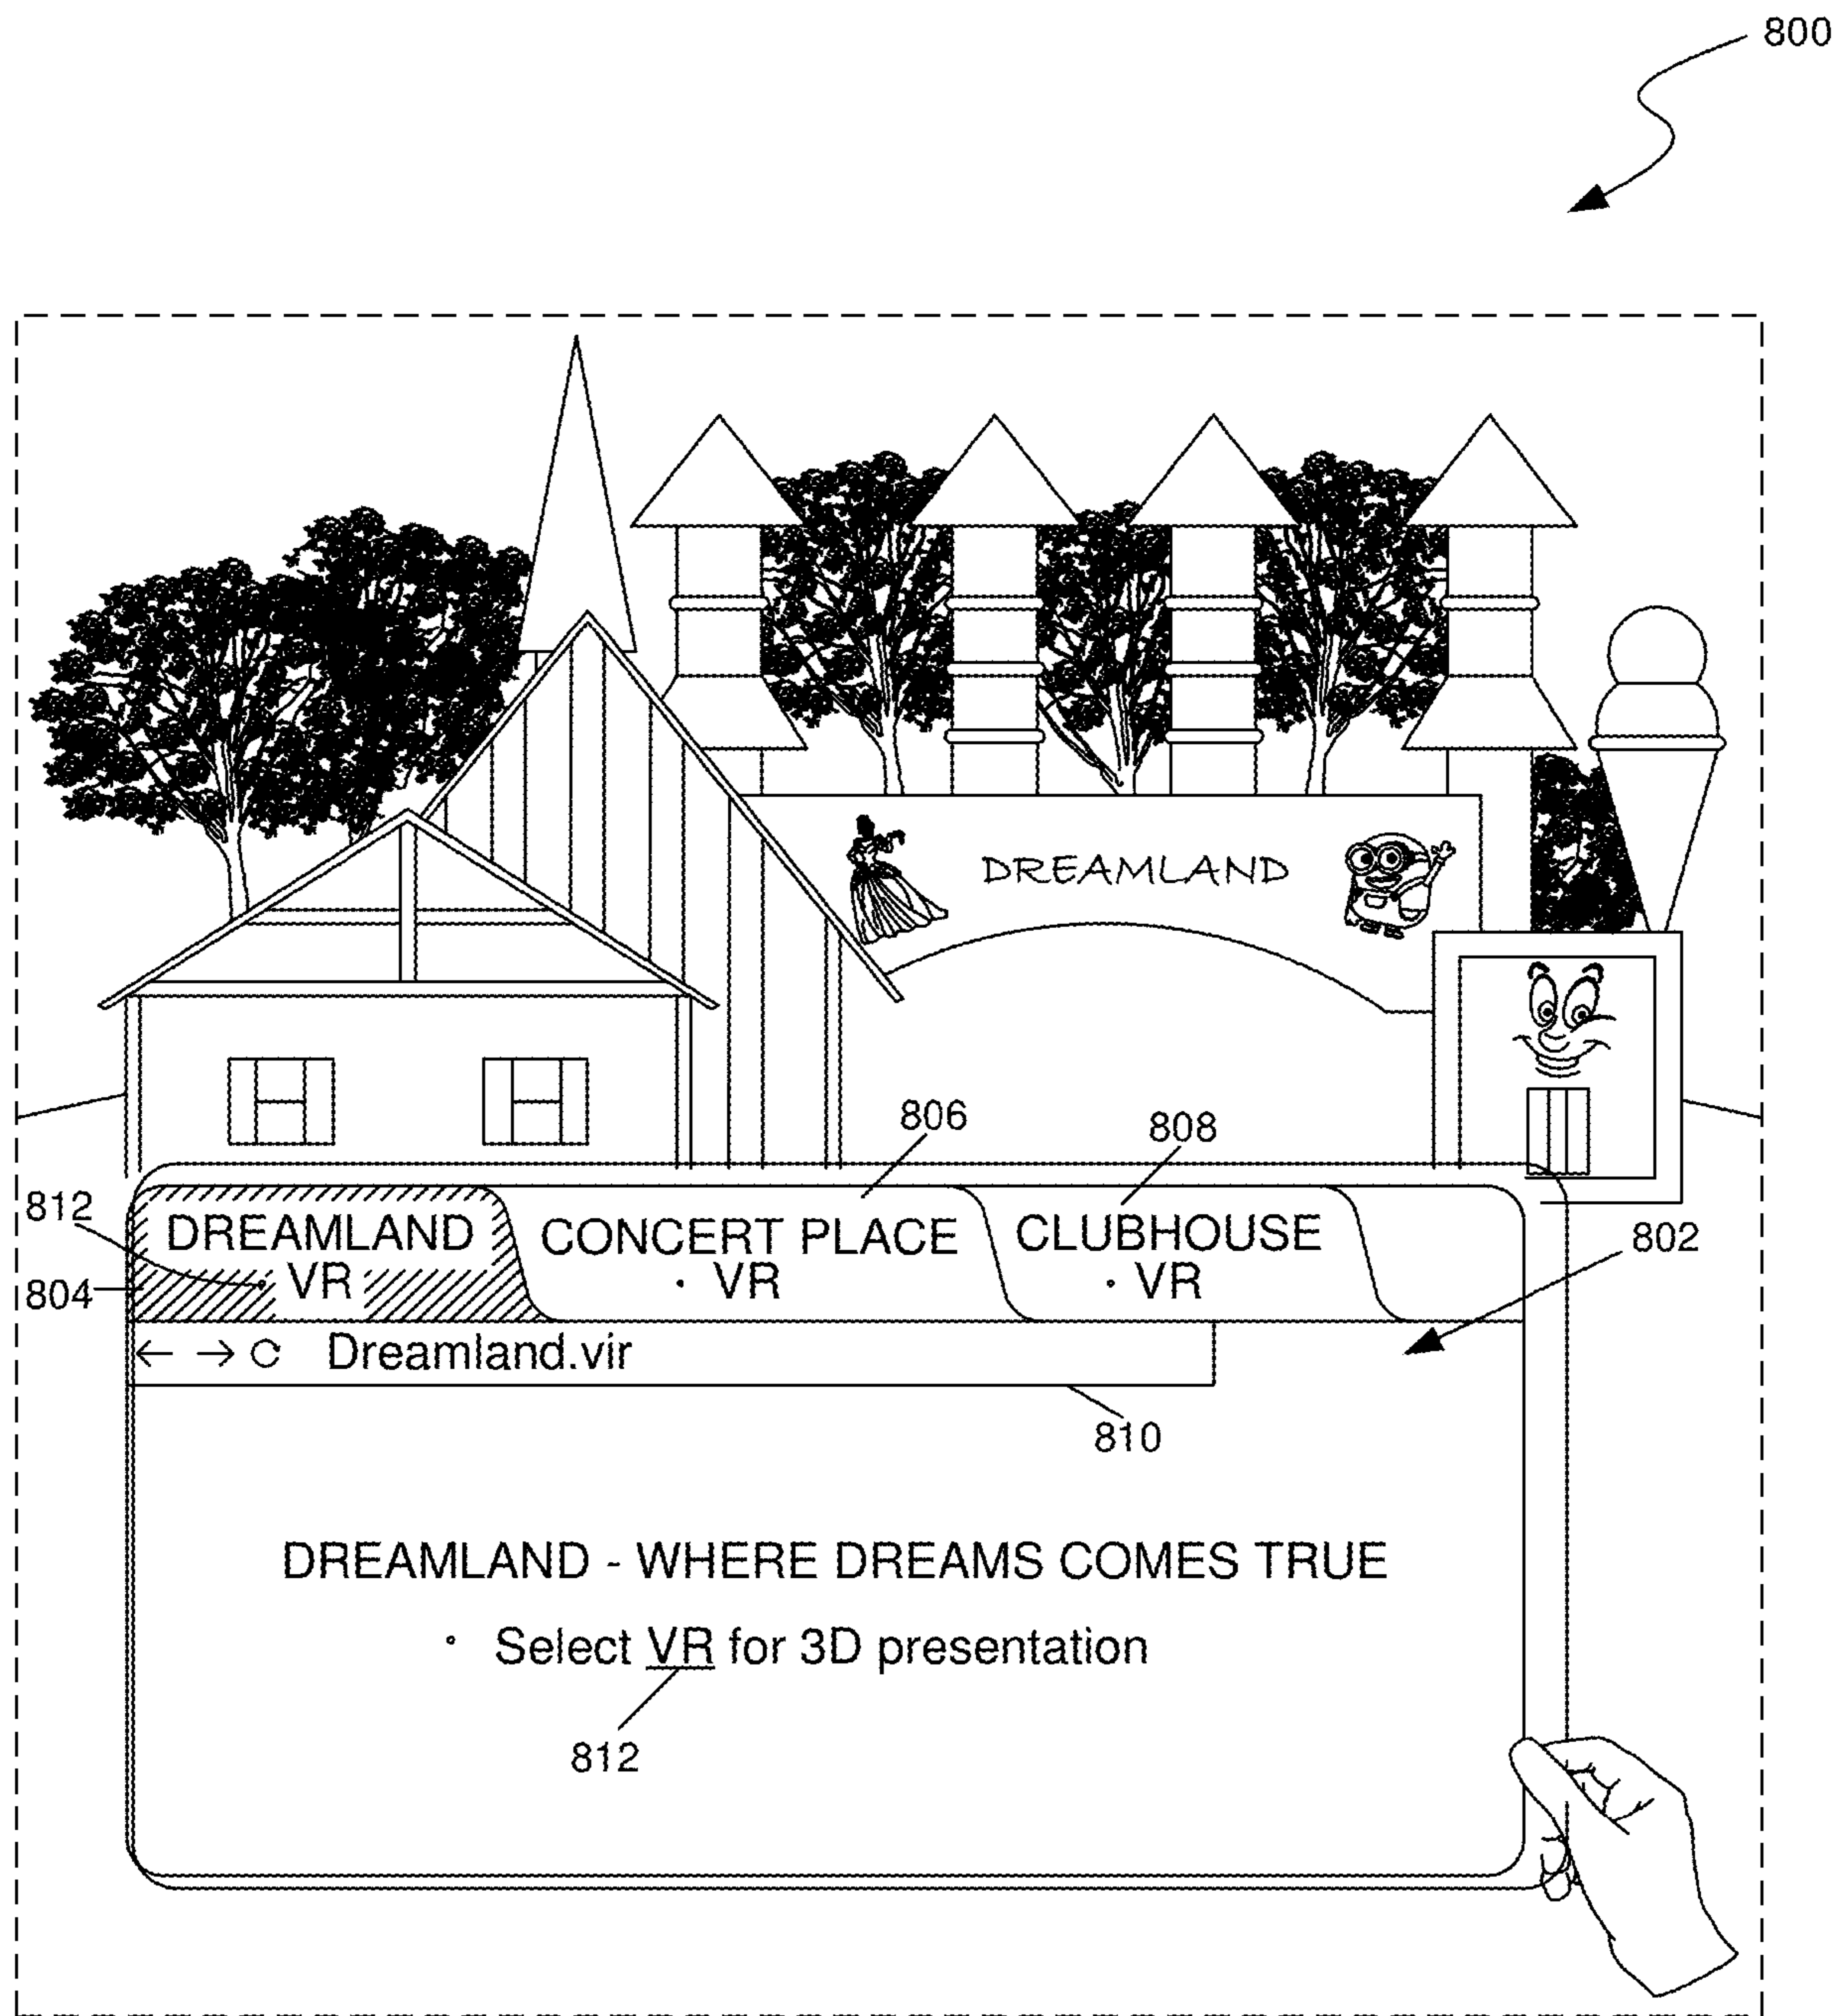 800
DREAMLAND
806
808
812
DREAMLAND
VR
CONCERT PLACE
• VR
CLUBHOUSE
• VR
802
804
← → Dreamland.vir
810
DREAMLAND - WHERE DREAMS COMES TRUE
• Select VR for 3D presentation
812